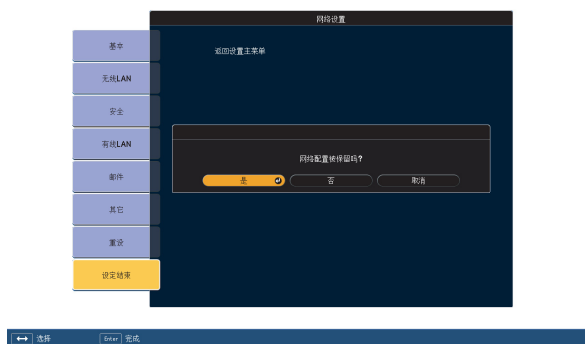 网络设置
基本
返回设置主菜单
无线LAN
安全
有线LAN
网络配置被保留吗?
邮件
是 否 取消
其它
重设
设定结束
选择 Enter 完成